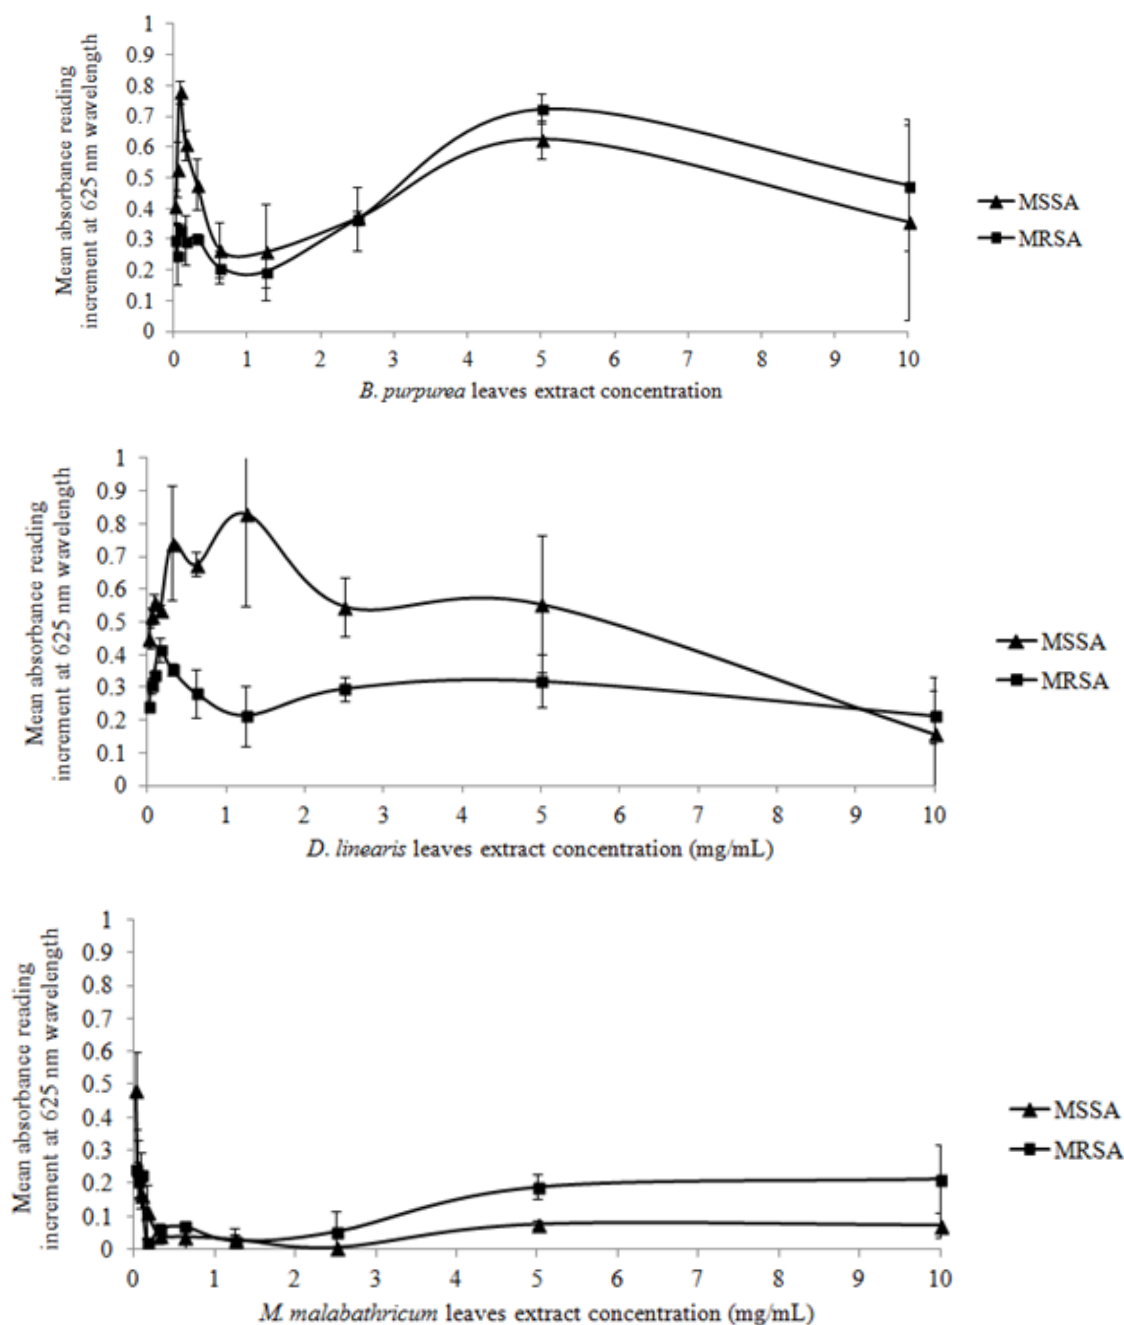 Mean absorbance reading
increment at 625 nm wavelength
1
0.9
0.8
0.7
0.6
0.5
0.4
0.3
0.2
0.1
0
0 1 2 3 4 5 6 7 8 9 10
B. purpurea leaves extract concentration
MSSA
MRSA
Mean absorbance reading
increment at 625 nm wavelength
1
0.9
0.8
0.7
0.6
0.5
0.4
0.3
0.2
0.1
0
0 1 2 3 4 5 6 7 8 9 10
D. linearis leaves extract concentration (mg/mL)
MSSA
MRSA
Mean absorbance reading
increment at 625 nm wavelength
1
0.9
0.8
0.7
0.6
0.5
0.4
0.3
0.2
0.1
0
0 1 2 3 4 5 6 7 8 9 10
M. malabathricum leaves extract concentration (mg/mL)
MSSA
MRSA